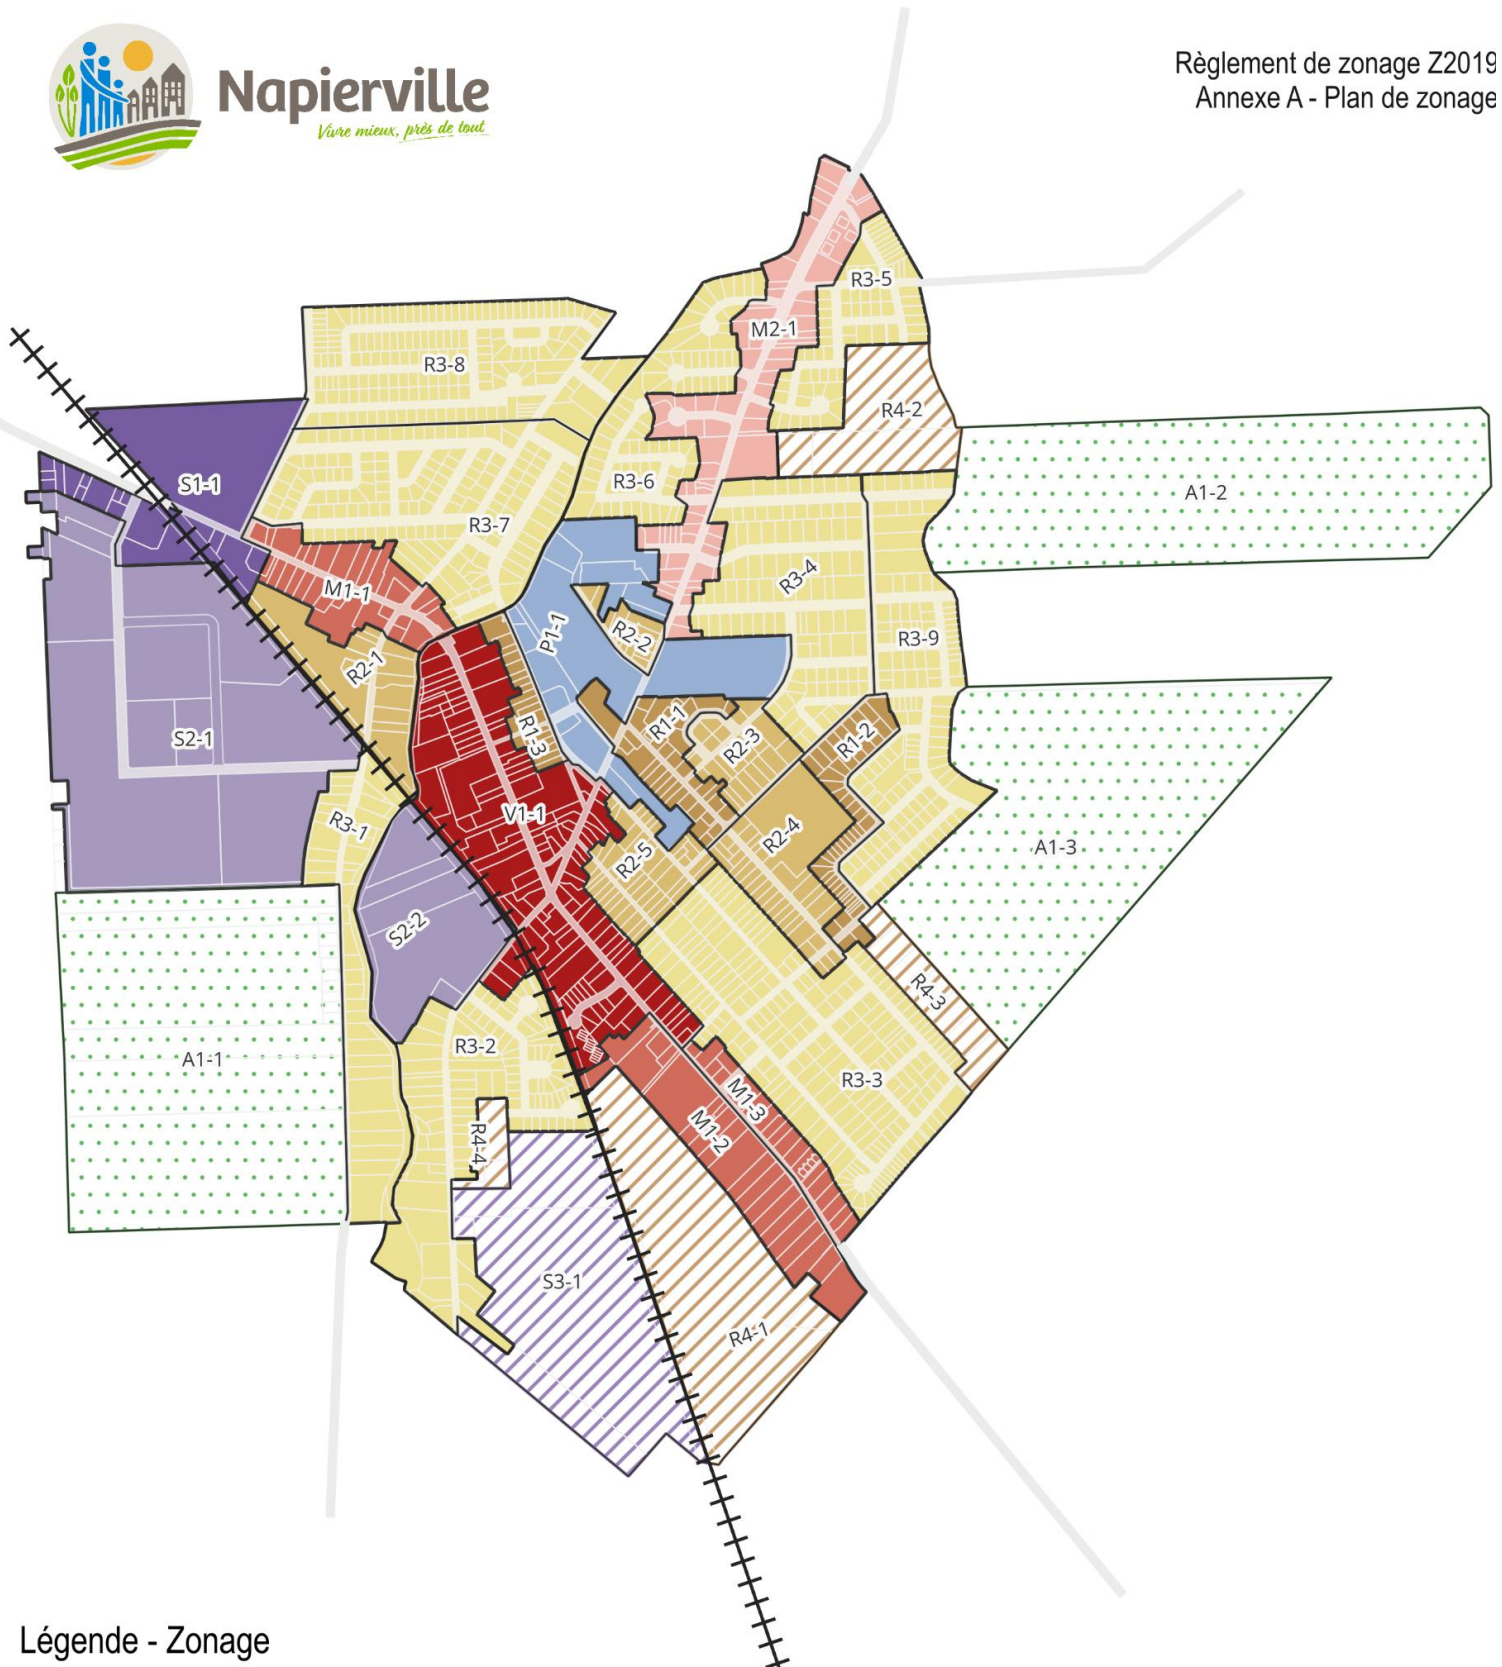 Napierville
Vivre mieux, près de tout
Règlement de zonage Z2019
Annexe A - Plan de zonage
R3-5
M2-1
R3-8
R4-2
R3-6
S1-1
A1-2
R3-7
R3-4
M1-1
P1-1
R2-2
R3-9
R2-1
R1-1
R1-3
R2-3
R1-2
S2-1
V1-1
R3-1
R2-4
A1-3
R2-5
S2-2
R4-3
R3-2
A1-1
R3-3
M1-3
M1-2
R4-4
S3-1
R4-1
Légende - Zonage